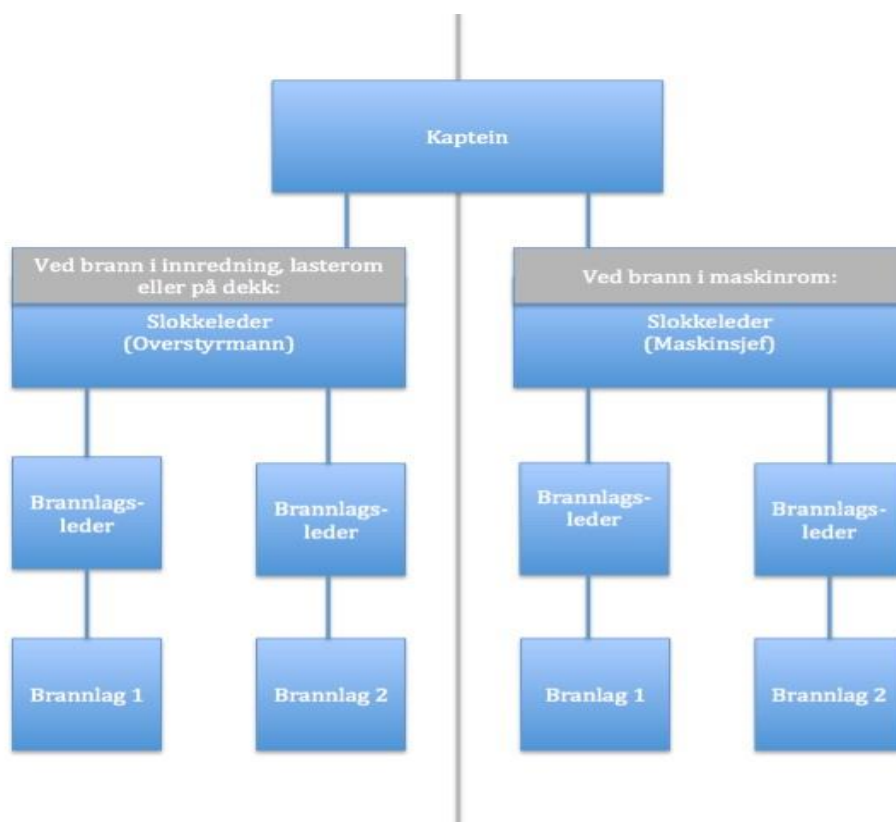 Kaptein
Ved brann i innredning, lasterom
eller på dekk:
Slokkeleder
(Overstyrmann)
Ved brann i maskinrom:
Slokkeleder
(Maskinsjef)
Brannlags-
leder
Brannlags-
leder
Brannlags-
leder
Brannlags-
leder
Brannlag 1
Brannlag 2
Branlag 1
Brannlag 2